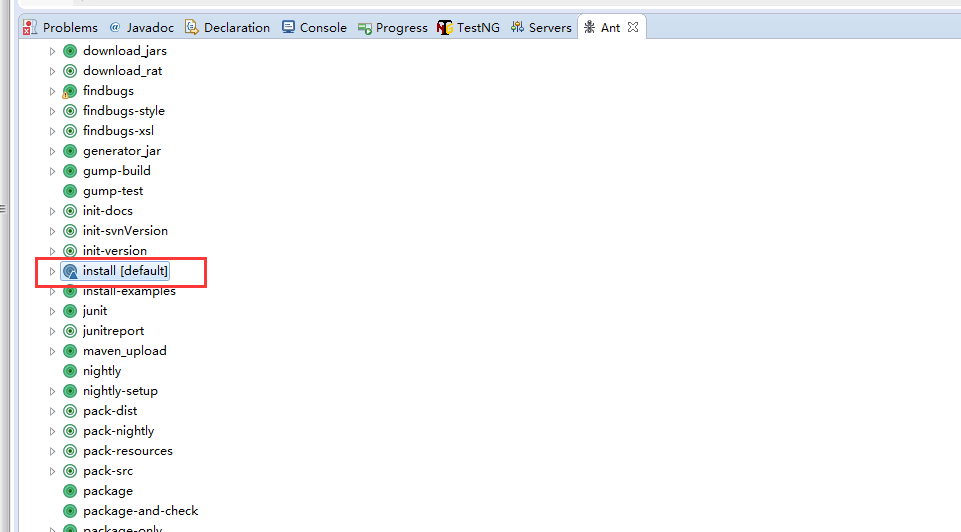 Problems @ Javadoc Declaration Console Progress TestNG Servers Ant
download_jars
download_rat
findbugs
findbugs-style
findbugs-xsl
generator_jar
gump-build
gump-test
init-docs
init-svnVersion
init-version
install [default]
install-examples
junit
junitreport
maven_upload
nightly
nightly-setup
pack-dist
pack-nightly
pack-resources
pack-src
package
package-and-check
package-only